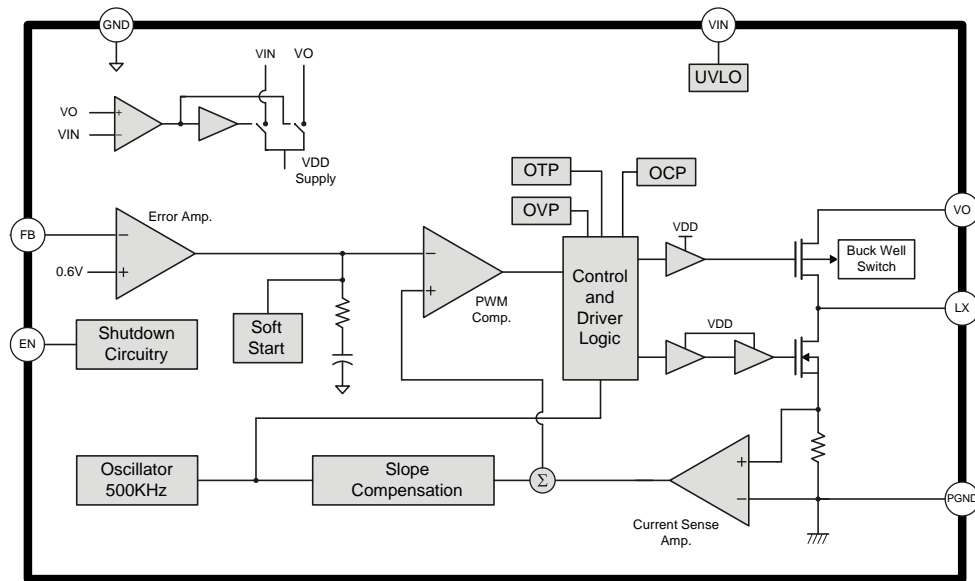 GND
VIN
VIN
VO
UVLO
VO
+
VIN
−
VDD
Supply
OTP
OCP
OVP
Error Amp.
VO
FB
−
0.6V
+
−
+
PWM
Comp.
Control
and
Driver
Logic
VDD
Buck Well
Switch
LX
EN
Shutdown
Circuitry
Soft
Start
VDD
Oscillator
500KHz
Slope
Compensation
Σ
+
−
Current Sense
Amp.
PGND